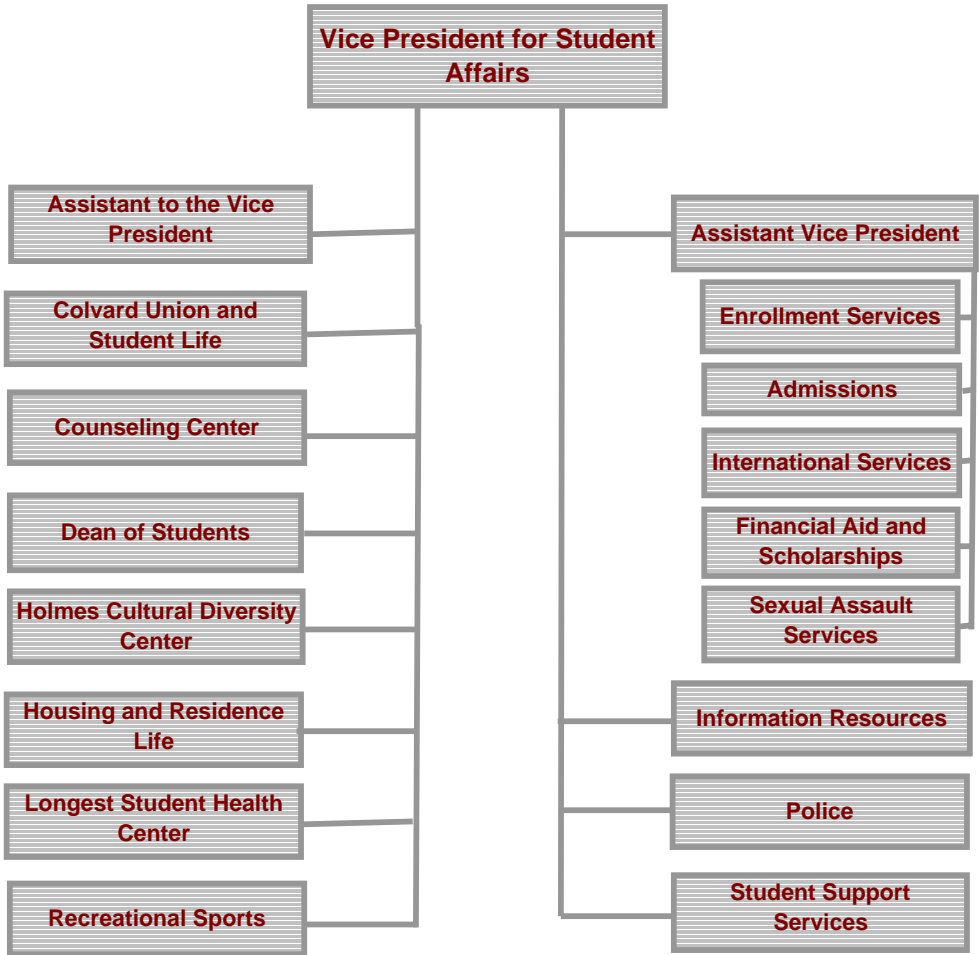 Vice President for Student
Affairs
Assistant to the Vice
President
Colvard Union and
Student Life
Counseling Center
Dean of Students
Holmes Cultural Diversity
Center
Housing and Residence
Life
Longest Student Health
Center
Recreational Sports
Assistant Vice President
Enrollment Services
Admissions
International Services
Financial Aid and
Scholarships
Sexual Assault
Services
Information Resources
Police
Student Support
Services